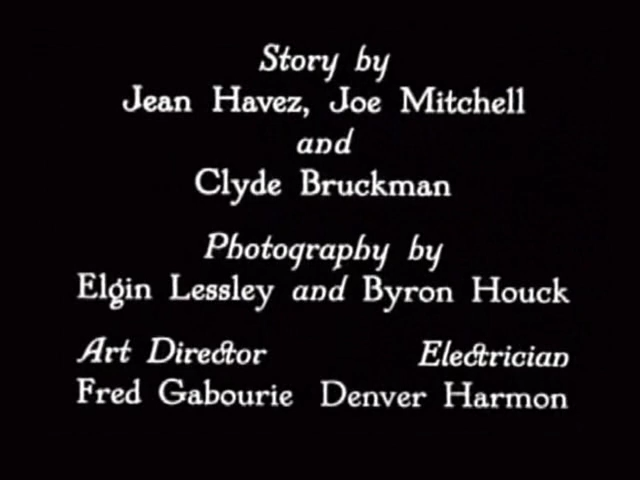 Story by
Jean Havez, Joe Mitchell
and
Clyde Bruckman
Photography by
Elgin Lessley and Byron Houck
Art Director Electrician
Fred Gabourie Denver Harmon